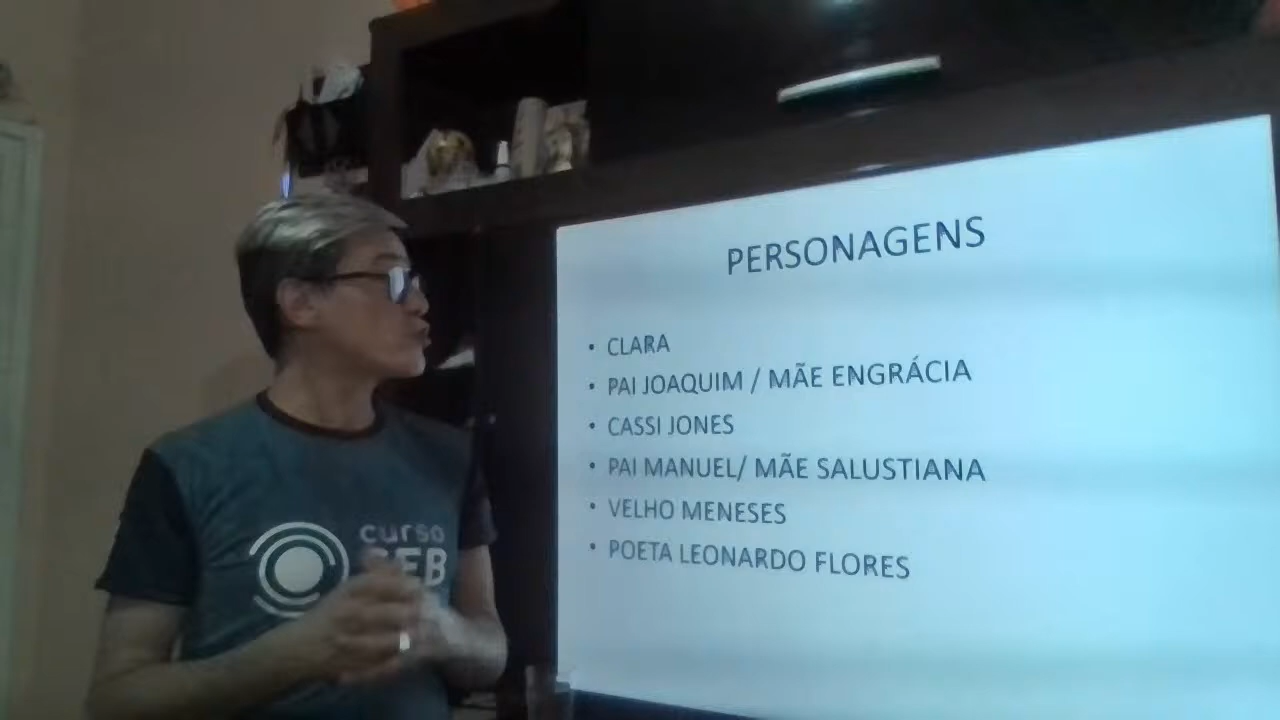 PERSONAGENS
• CLARA
• PAI JOAQUIM / MÃE ENGRÁCIA
• CASSI JONES
• PAI MANUEL/ MÃE SALUSTIANA
• VELHO MENESES
• POETA LEONARDO FLORES
curso